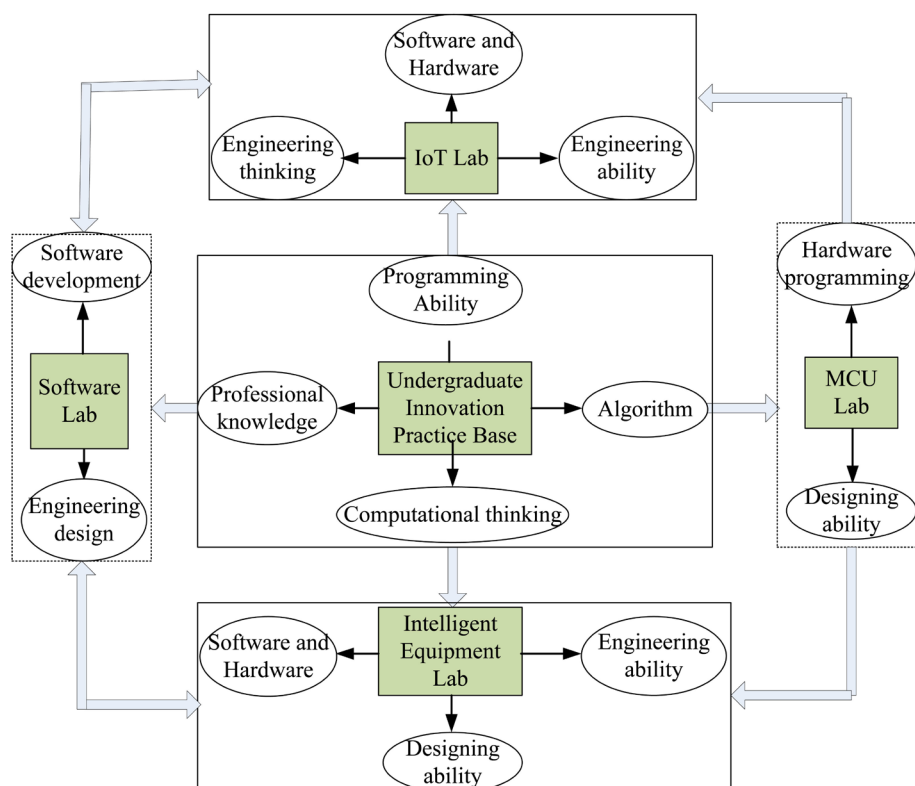 Software and
Hardware
Engineering
thinking
IoT Lab
Engineering
ability
Software
development
Programming
Ability
Hardware
programming
Software
Lab
Professional
knowledge
Undergraduate
Innovation
Practice Base
Algorithm
MCU
Lab
Engineering
design
Computational thinking
Designing
ability
Software and
Hardware
Intelligent
Equipment
Lab
Engineering
ability
Designing
ability